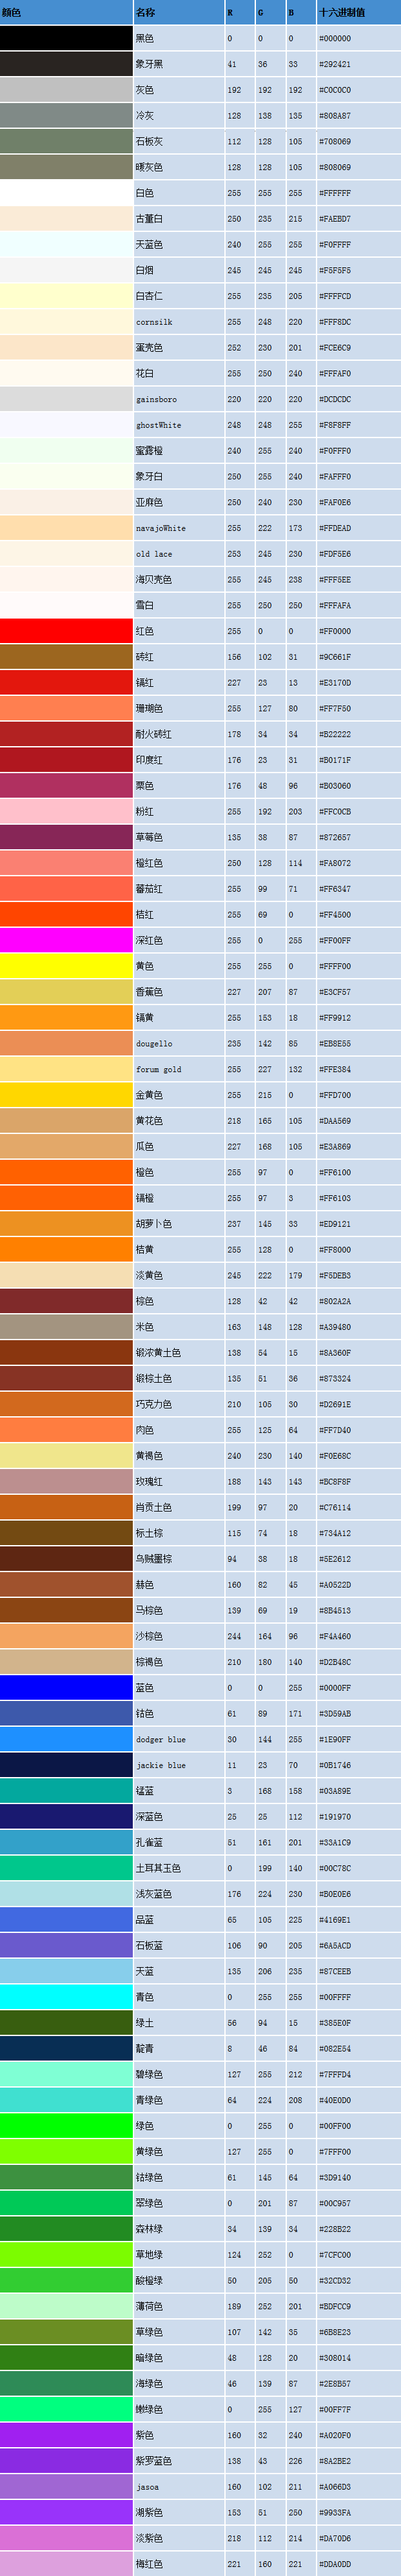 颜色 名称 R G B 十六进制值
黑色 0 0 0 #000000
象牙黑 41 36 33 #292421
灰色 192 192 192 #C0C0C0
冷灰 128 138 135 #808A87
石板灰 112 128 105 #708069
暖灰色 128 128 105 #808069
白色 255 255 255 #FFFFFF
古董白 250 235 215 #FAEBD7
天蓝色 240 255 255 #F0FFFF
白烟 245 245 245 #F5F5F5
白杏仁 255 235 205 #FFFFCD
cornsilk 255 248 220 #FFF8DC
蛋壳色 252 230 201 #FCE6C9
花白 255 250 240 #FFFAF0
gainsboro 220 220 220 #DCDCDC
ghostWhite 248 248 255 #F8F8FF
蜜露橙 240 255 240 #F0FFF0
象牙白 250 255 240 #FAFFF0
亚麻色 250 240 230 #FAF0E6
navajoWhite 255 222 173 #FFDEAD
old lace 253 245 230 #FDF5E6
海贝壳色 255 245 238 #FFF5EE
雪白 255 250 250 #FFFAFA
红色 255 0 0 #FF0000
砖红 156 102 31 #9C661F
镉红 227 23 13 #E3170D
珊瑚色 255 127 80 #FF7F50
耐火砖红 178 34 34 #B22222
印度红 176 23 31 #B0171F
栗色 176 48 96 #B03060
粉红 255 192 203 #FFC0CB
草莓色 135 38 87 #872657
橙红色 250 128 114 #FA8072
蕃茄红 255 99 71 #FF6347
桔红 255 69 0 #FF4500
深红色 255 0 255 #FF00FF
黄色 255 255 0 #FFFF00
香蕉色 227 207 87 #E3CF57
镉黄 255 153 18 #FF9912
dougello 235 142 85 #EB8E55
forum gold 255 227 132 #FFE384
金黄色 255 215 0 #FFD700
黄花色 218 165 105 #DAA569
瓜色 227 168 105 #E3A869
橙色 255 97 0 #FF6100
镉橙 255 97 3 #FF6103
胡萝卜色 237 145 33 #ED9121
桔黄 255 128 0 #FF8000
淡黄色 245 222 179 #F5DEB3
棕色 128 42 42 #802A2A
米色 163 148 128 #A39480
锻浓黄土色 138 54 15 #8A360F
锻棕土色 135 51 36 #873324
巧克力色 210 105 30 #D2691E
肉色 255 125 64 #FF7D40
黄褐色 240 230 140 #F0E68C
玫瑰红 188 143 143 #BC8F8F
肖贡土色 199 97 20 #C76114
标土棕 115 74 18 #734A12
乌贼墨棕 94 38 18 #5E2612
赫色 160 82 45 #A0522D
马棕色 139 69 19 #8B4513
沙棕色 244 164 96 #F4A460
棕褐色 210 180 140 #D2B48C
蓝色 0 0 255 #0000FF
钴色 61 89 171 #3D59AB
dodger blue 30 144 255 #1E90FF
jackie blue 11 23 70 #0B1746
锰蓝 3 168 158 #03A89E
深蓝色 25 25 112 #191970
孔雀蓝 51 161 201 #33A1C9
土耳其玉色 0 199 140 #00C78C
浅灰蓝色 176 224 230 #B0E0E6
品蓝 65 105 225 #4169E1
石板蓝 106 90 205 #6A5ACD
天蓝 135 206 235 #87CEEB
青色 0 255 255 #00FFFF
绿土 56 94 15 #385E0F
靛青 8 46 84 #082E54
碧绿色 127 255 212 #7FFFD4
青绿色 64 224 208 #40E0D0
绿色 0 255 0 #00FF00
黄绿色 127 255 0 #7FFF00
钴绿色 61 145 64 #3D9140
翠绿色 0 201 87 #00C957
森林绿 34 139 34 #228B22
草地绿 124 252 0 #7CFC00
酸橙绿 50 205 50 #32CD32
薄荷色 189 252 201 #BDFCC9
草绿色 107 142 35 #6B8E23
暗绿色 48 128 20 #308014
海绿色 46 139 87 #2E8B57
嫩绿色 0 255 127 #00FF7F
紫色 160 32 240 #A020F0
紫罗蓝色 138 43 226 #8A2BE2
jasoa 160 102 211 #A066D3
湖紫色 153 51 250 #9933FA
淡紫色 218 112 214 #DA70D6
梅红色 221 160 221 #DDA0DD